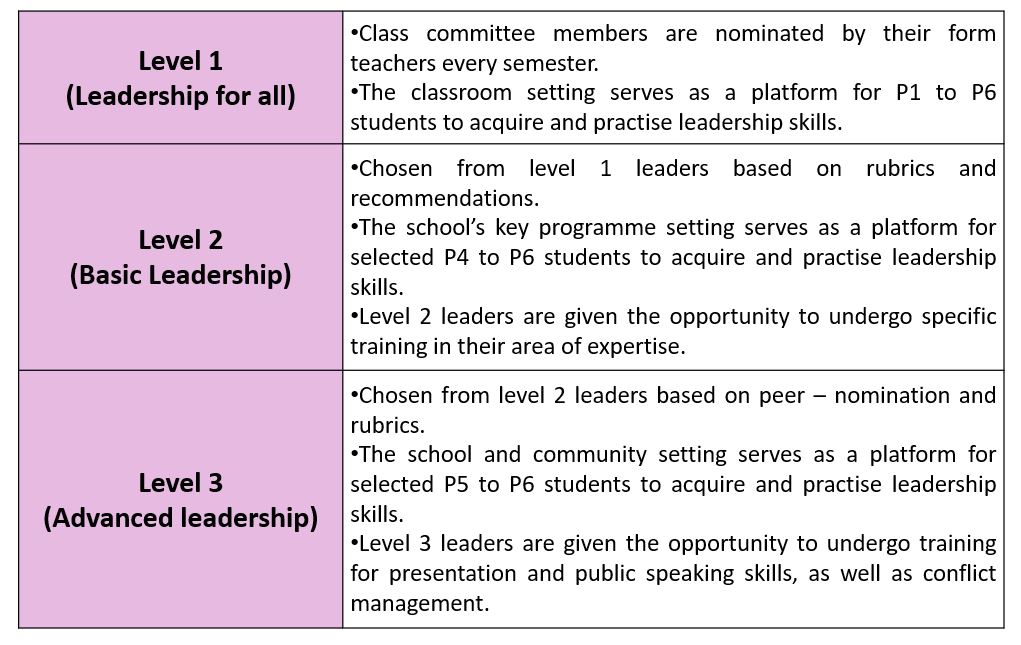 Level 1
(Leadership for all)
•Class committee members are nominated by their form
teachers every semester.
•The classroom setting serves as a platform for P1 to P6
students to acquire and practise leadership skills.
Level 2
(Basic Leadership)
•Chosen from level 1 leaders based on rubrics and
recommendations.
•The school’s key programme setting serves as a platform for
selected P4 to P6 students to acquire and practise leadership
skills.
•Level 2 leaders are given the opportunity to undergo specific
training in their area of expertise.
Level 3
(Advanced leadership)
•Chosen from level 2 leaders based on peer – nomination and
rubrics.
•The school and community setting serves as a platform for
selected P5 to P6 students to acquire and practise leadership
skills.
•Level 3 leaders are given the opportunity to undergo training
for presentation and public speaking skills, as well as conflict
management.